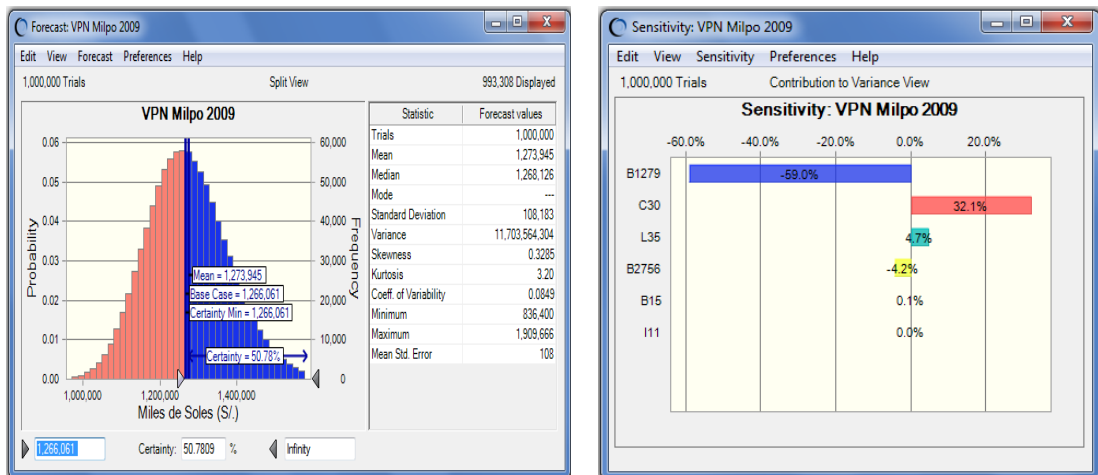 Forecast: VPN Milpo 2009
Edit View Forecast Preferences Help
1,000,000 Trials Split View 993,308 Displayed
VPN Milpo 2009
0.06
0.05
0.04
0.03
0.02
0.01
0.00
Probability
60,000
50,000
40,000
30,000
20,000
10,000
0
Frequency
Mean = 1,273,945
Base Case = 1,266,061
Certainty Min = 1,266,061
Certainty = 50.78%
1,000,000 1,200,000 1,400,000
Miles de Soles (S/.)
Statistic Forecast values
Trials 1,000,000
Mean 1,273,945
Median 1,268,126
Mode ---
Standard Deviation 108,183
Variance 11,703,564,304
Skewness 0.3285
Kurtosis 3.20
Coeff. of Variability 0.0849
Minimum 836,400
Maximum 1,909,666
Mean Std. Error 108
1,266,061 Certainty: 50.7809 % Infinity
Sensitivity: VPN Milpo 2009
Edit View Sensitivity Preferences Help
1,000,000 Trials Contribution to Variance View
Sensitivity: VPN Milpo 2009
-60.0% -40.0% -20.0% 0.0% 20.0%
B1279 -59.0%
C30 32.1%
L35 4.7%
B2756 -4.2%
B15 0.1%
I11 0.0%